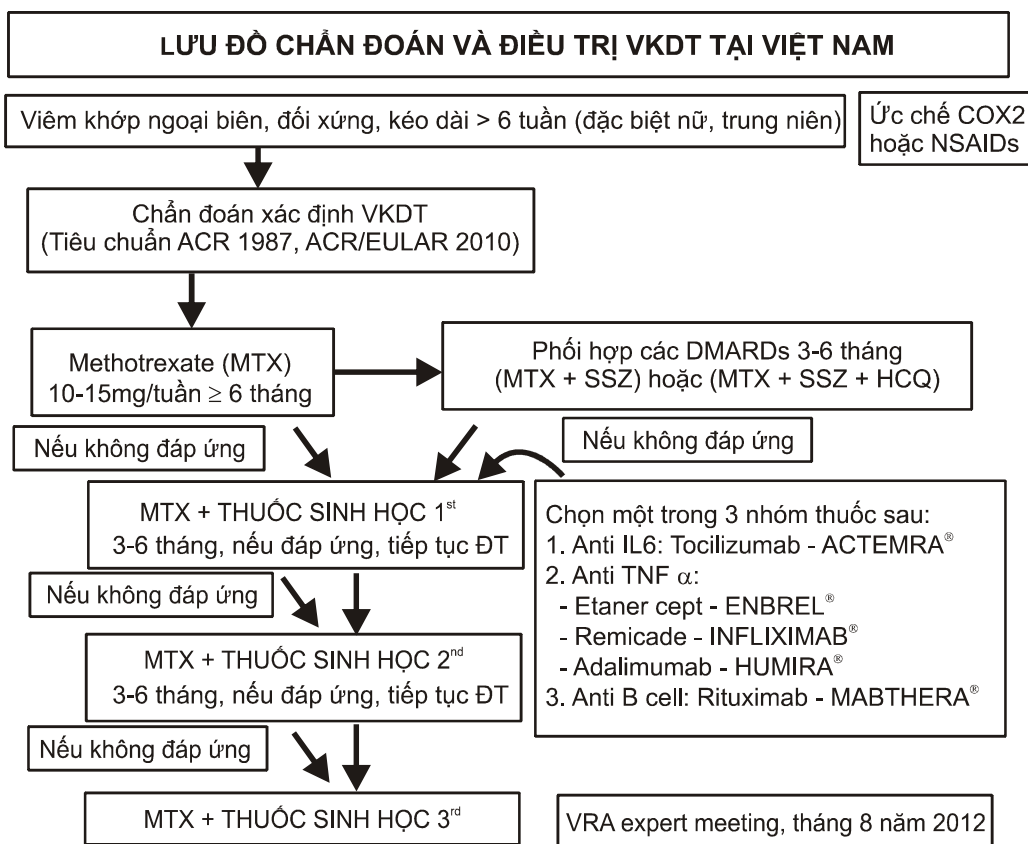 LƯU ĐỒ CHẨN ĐOÁN VÀ ĐIỀU TRỊ VKDT TẠI VIỆT NAM
Viêm khớp ngoại biên, đối xứng, kéo dài > 6 tuần (đặc biệt nữ, trung niên)
Ức chế COX2
hoặc NSAIDs
Chẩn đoán xác định VKDT
(Tiêu chuẩn ACR 1987, ACR/EULAR 2010)
Methotrexate (MTX)
10-15mg/tuần ≥ 6 tháng
Phối hợp các DMARDs 3-6 tháng
(MTX + SSZ) hoặc (MTX + SSZ + HCQ)
Nếu không đáp ứng
Nếu không đáp ứng
MTX + THUỐC SINH HỌC 1st
3-6 tháng, nếu đáp ứng, tiếp tục ĐT
Chọn một trong 3 nhóm thuốc sau:
1. Anti IL6: Tocilizumab - ACTEMRA®
2. Anti TNF α:
- Etaner cept - ENBREL®
- Remicade - INFLIXIMAB®
- Adalimumab - HUMIRA®
3. Anti B cell: Rituximab - MABTHERA®
Nếu không đáp ứng
MTX + THUỐC SINH HỌC 2nd
3-6 tháng, nếu đáp ứng, tiếp tục ĐT
Nếu không đáp ứng
MTX + THUỐC SINH HỌC 3rd
VRA expert meeting, tháng 8 năm 2012